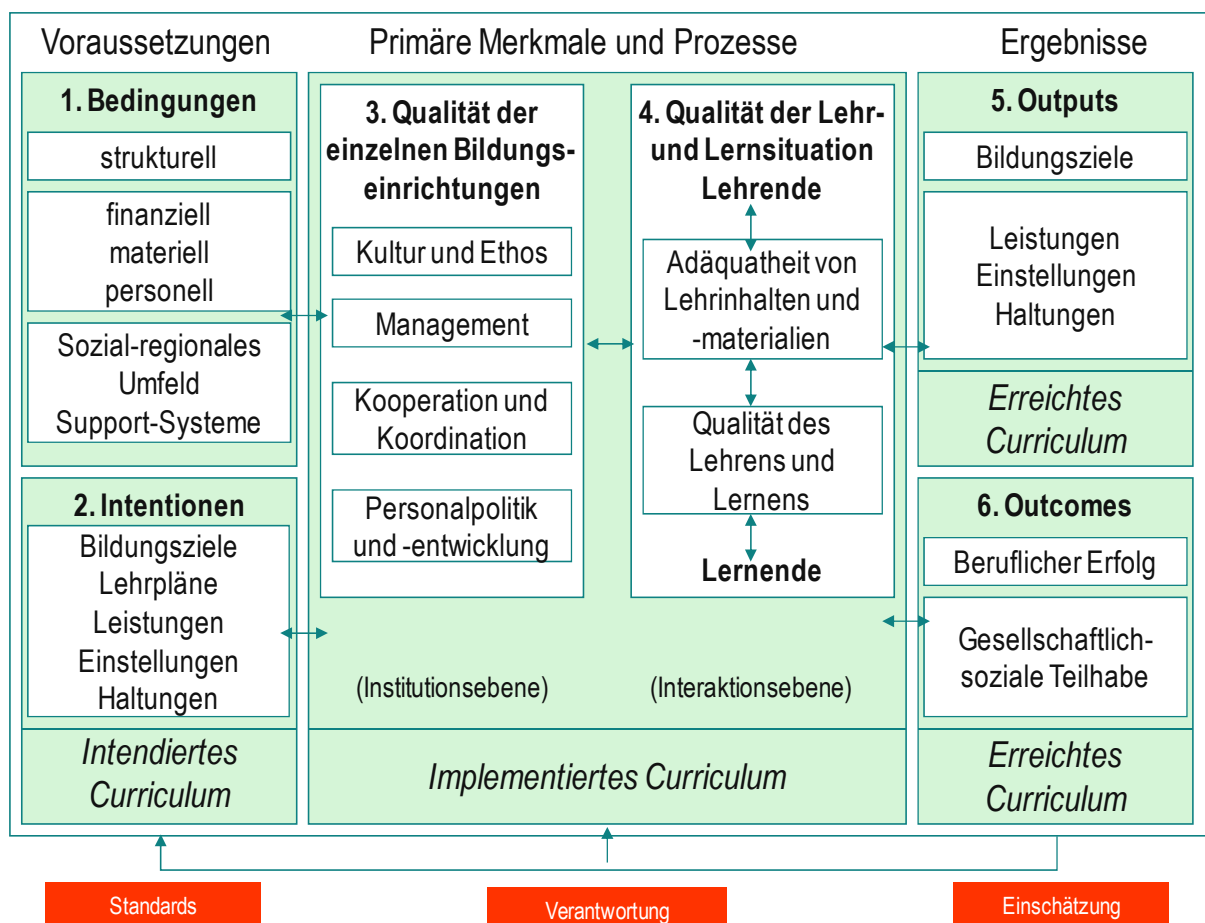 Voraussetzungen
Primäre Merkmale und Prozesse
Ergebnisse
1. Bedingungen
strukturell
finanziell
materiell
personell
Sozial-regionales
Umfeld
Support-Systeme
2. Intentionen
Bildungsziele
Lehrpläne
Leistungen
Einstellungen
Haltungen
Intendiertes
Curriculum
3. Qualität der
einzelnen Bildungs-
einrichtungen
Kultur und Ethos
Management
Kooperation und
Koordination
Personalpolitik
und -entwicklung
(Institutionsebene)
4. Qualität der Lehr-
und Lernsituation
Lehrende
Adäquatheit von
Lehrinhalten und
-materialien
Qualität des
Lehrens und
Lernens
Lernende
(Interaktionsebene)
Implementiertes Curriculum
5. Outputs
Bildungsziele
Leistungen
Einstellungen
Haltungen
Erreichtes
Curriculum
6. Outcomes
Beruflicher Erfolg
Gesellschaftlich-
soziale Teilhabe
Erreichtes
Curriculum
Standards
Verantwortung
Einschätzung